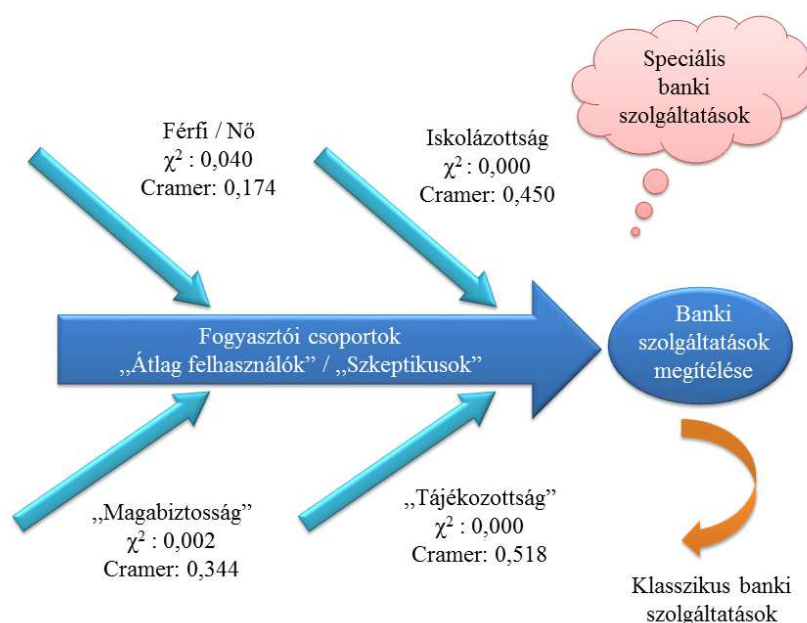 Speciális
banki
szolgáltatások
Férfi / Nő
χ² : 0,040
Cramer: 0,174
Iskolázottság
χ² : 0,000
Cramer: 0,450
Fogyasztói csoportok
„Átlag felhasználók” / „Szkeptikusok”
Banki
szolgáltatások
megítélése
„Magabiztosság”
χ² : 0,002
Cramer: 0,344
„Tájékozottság”
χ² : 0,000
Cramer: 0,518
Klasszikus banki
szolgáltatások